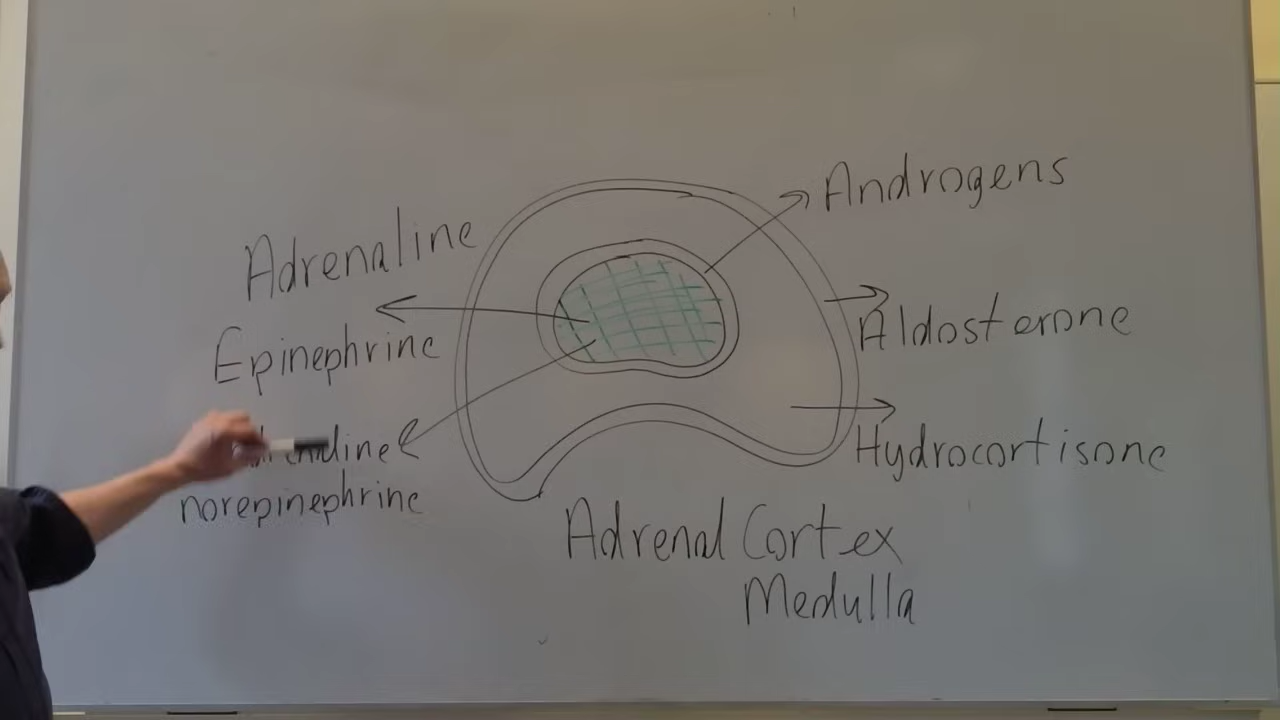 Androgens
Adrenaline
Aldosterone
Epinephrine
Hydrocortisone
norepinephrine
Adrenal Cortex
Medulla